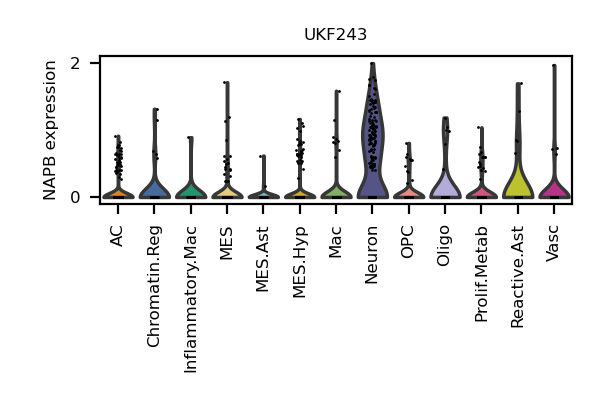 UKF243
NAPB expression
2
0
AC
Chromatin.Reg
Inflammatory.Mac
MES
MES.Ast
MES.Hyp
Mac
Neuron
OPC
Oligo
Prolif.Metab
Reactive.Ast
Vasc